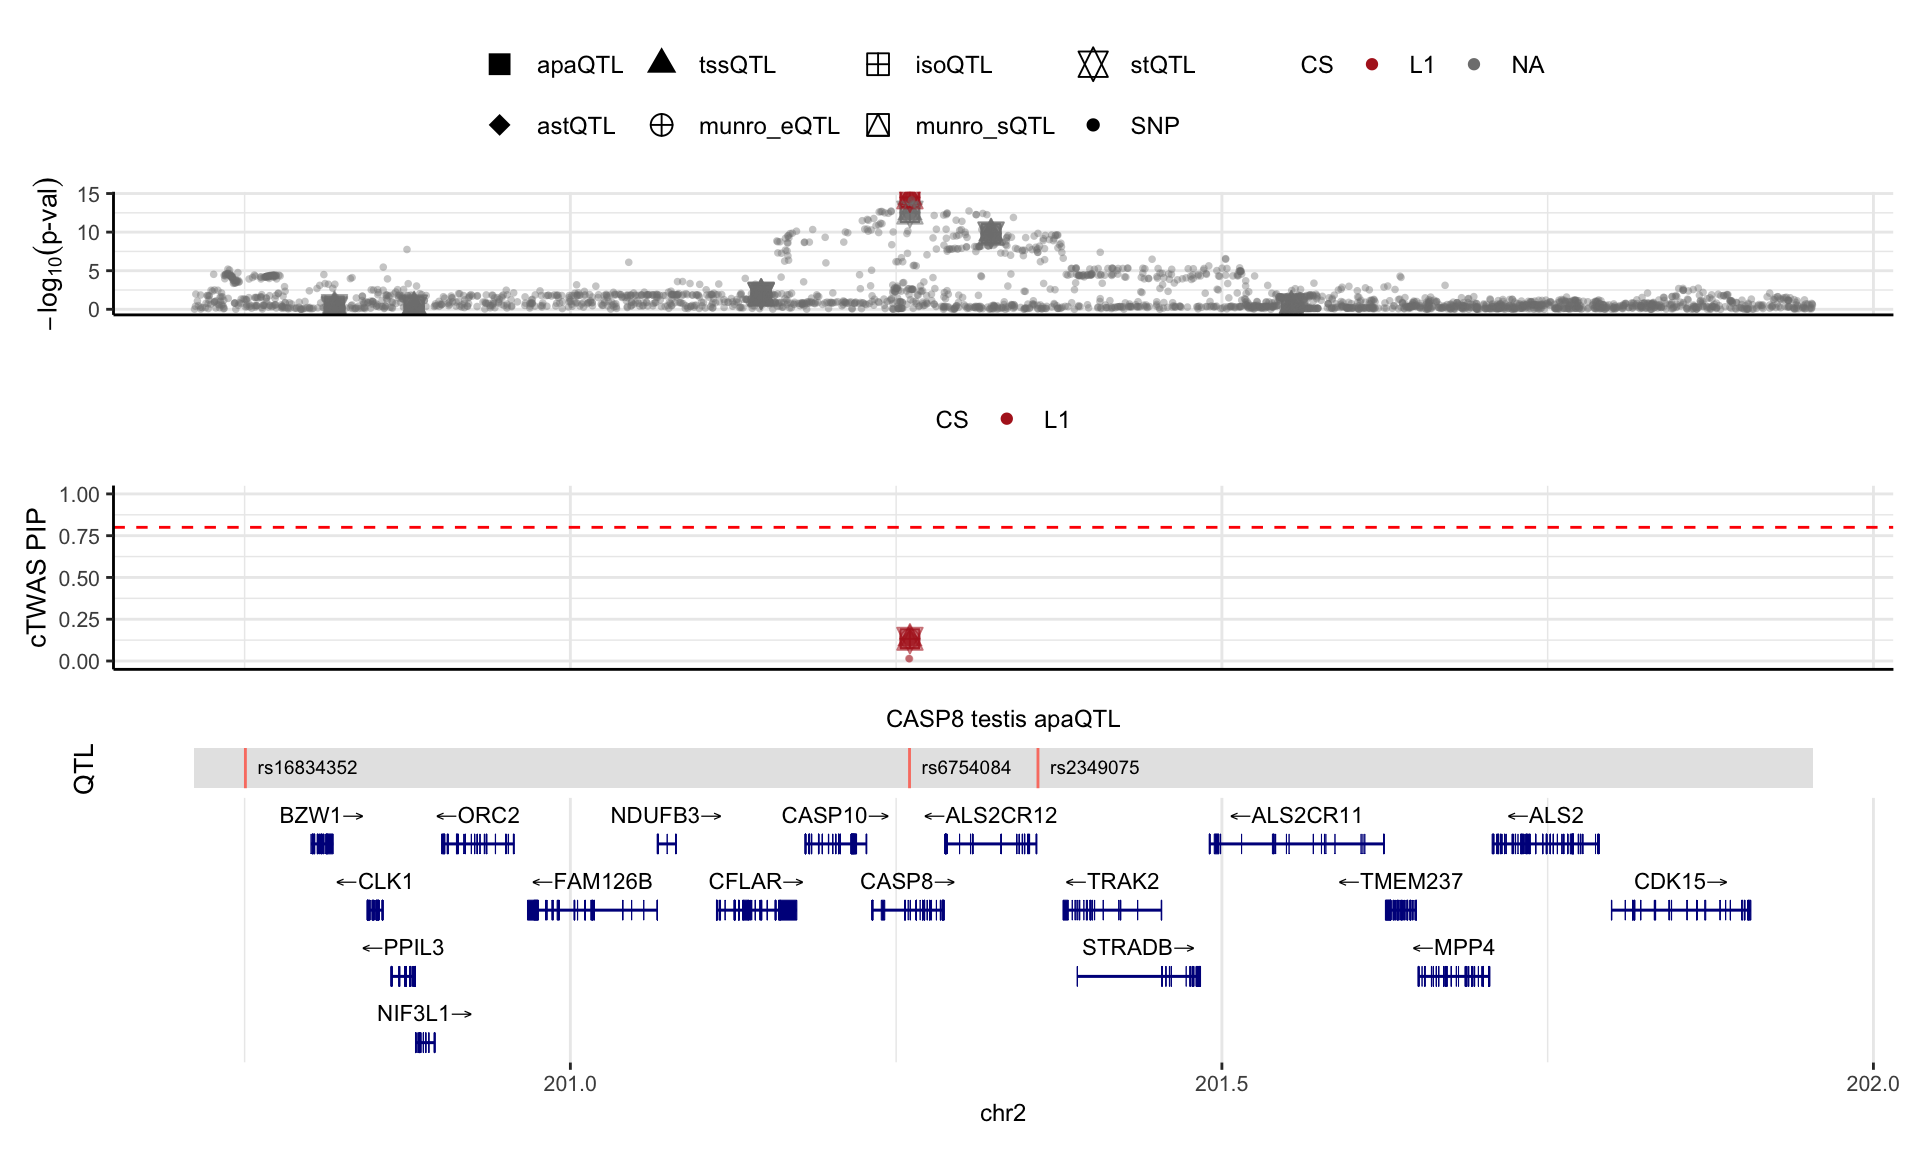 apaQTL tssQTL isoQTL stQTL CS L1 NA
astQTL munro_eQTL munro_sQTL SNP
−log10(p-val)
15
10
5
0
CS L1
cTWAS PIP
1.00
0.75
0.50
0.25
0.00
CASP8 testis apaQTL
QTL
rs16834352 rs6754084 rs2349075
BZW1→ ←ORC2 NDUFB3→ CASP10→ ←ALS2CR12 ←ALS2CR11 ←ALS2
←CLK1 ←FAM126B CFLAR→ CASP8→ ←TRAK2 ←TMEM237 CDK15→
←PPIL3 STRADB→ ←MPP4
NIF3L1→
201.0 201.5 202.0
chr2